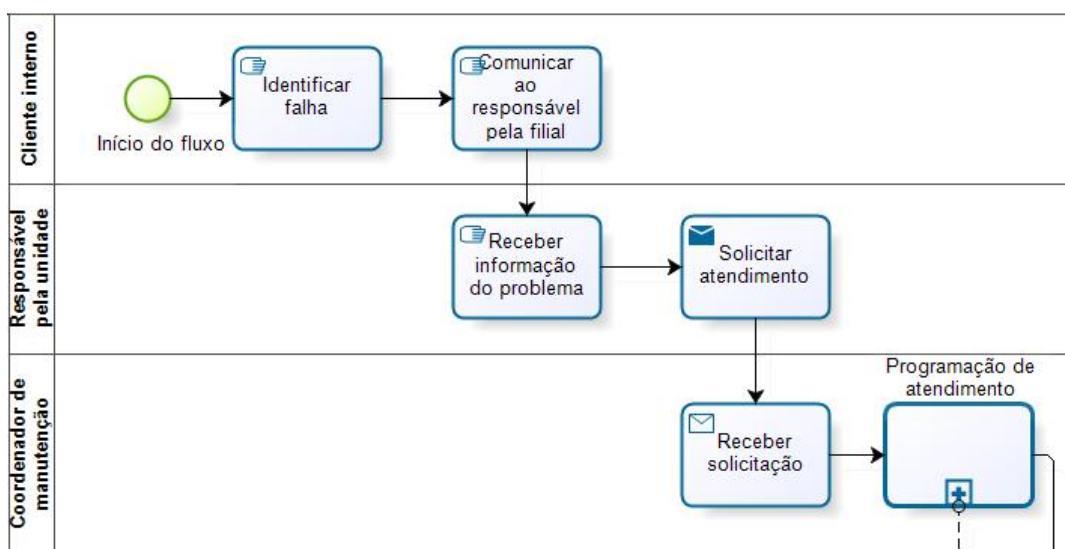 Cliente interno
Início do fluxo
Identificar
falha
Comunicar
ao
responsável
pela filial
Responsável
pela unidade
Receber
informação
do problema
Solicitar
atendimento
Coordenador de
manutenção
Receber
solicitação
Programação de
atendimento